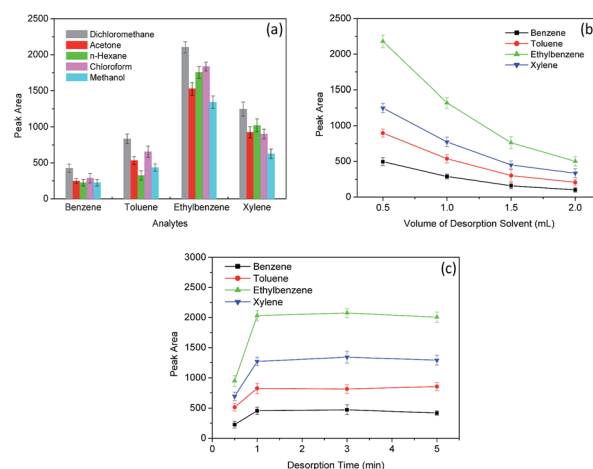 (a)
Dichloromethane
Acetone
n-Hexane
Chloroform
Methanol
2500
2000
1500
1000
500
0
Peak Area
Benzene Toluene Ethylbenzene Xylene
Analytes
(b)
Benzene
Toluene
Ethylbenzene
Xylene
2500
2000
1500
1000
500
0
Peak Area
0.5 1.0 1.5 2.0
Volume of Desorption Solvent (mL)
(c)
Benzene
Toluene
Ethylbenzene
Xylene
3000
2500
2000
1500
1000
500
0
Peak Area
0 1 2 3 4 5
Desorption Time (min)